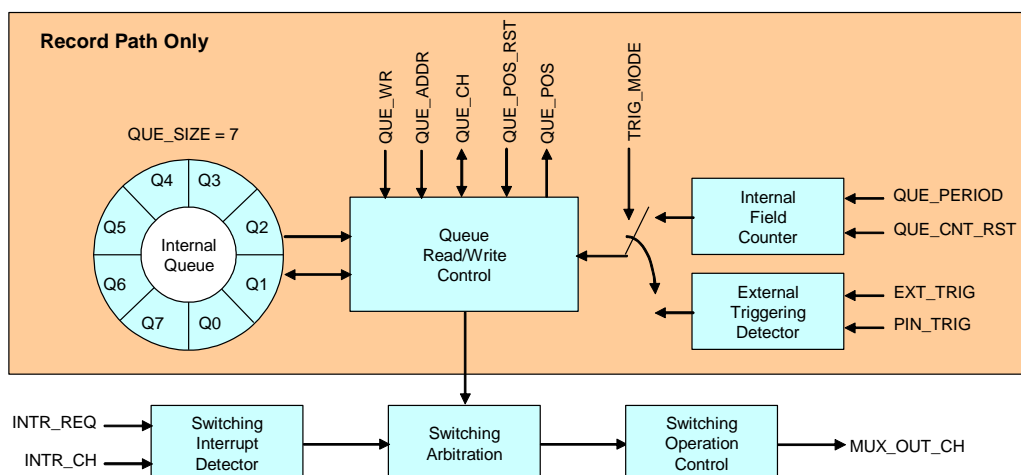 Record Path Only
QUE_WR
QUE_ADDR
QUE_CH
QUE_POS_RST
QUE_POS
TRIG_MODE
QUE_SIZE = 7
Q4
Q3
Q5
Q2
Q6
Q1
Q7
Q0
Internal
Queue
Queue
Read/Write
Control
Internal
Field
Counter
QUE_PERIOD
QUE_CNT_RST
External
Triggering
Detector
EXT_TRIG
PIN_TRIG
INTR_REQ
INTR_CH
Switching
Interrupt
Detector
Switching
Arbitration
Switching
Operation
Control
MUX_OUT_CH